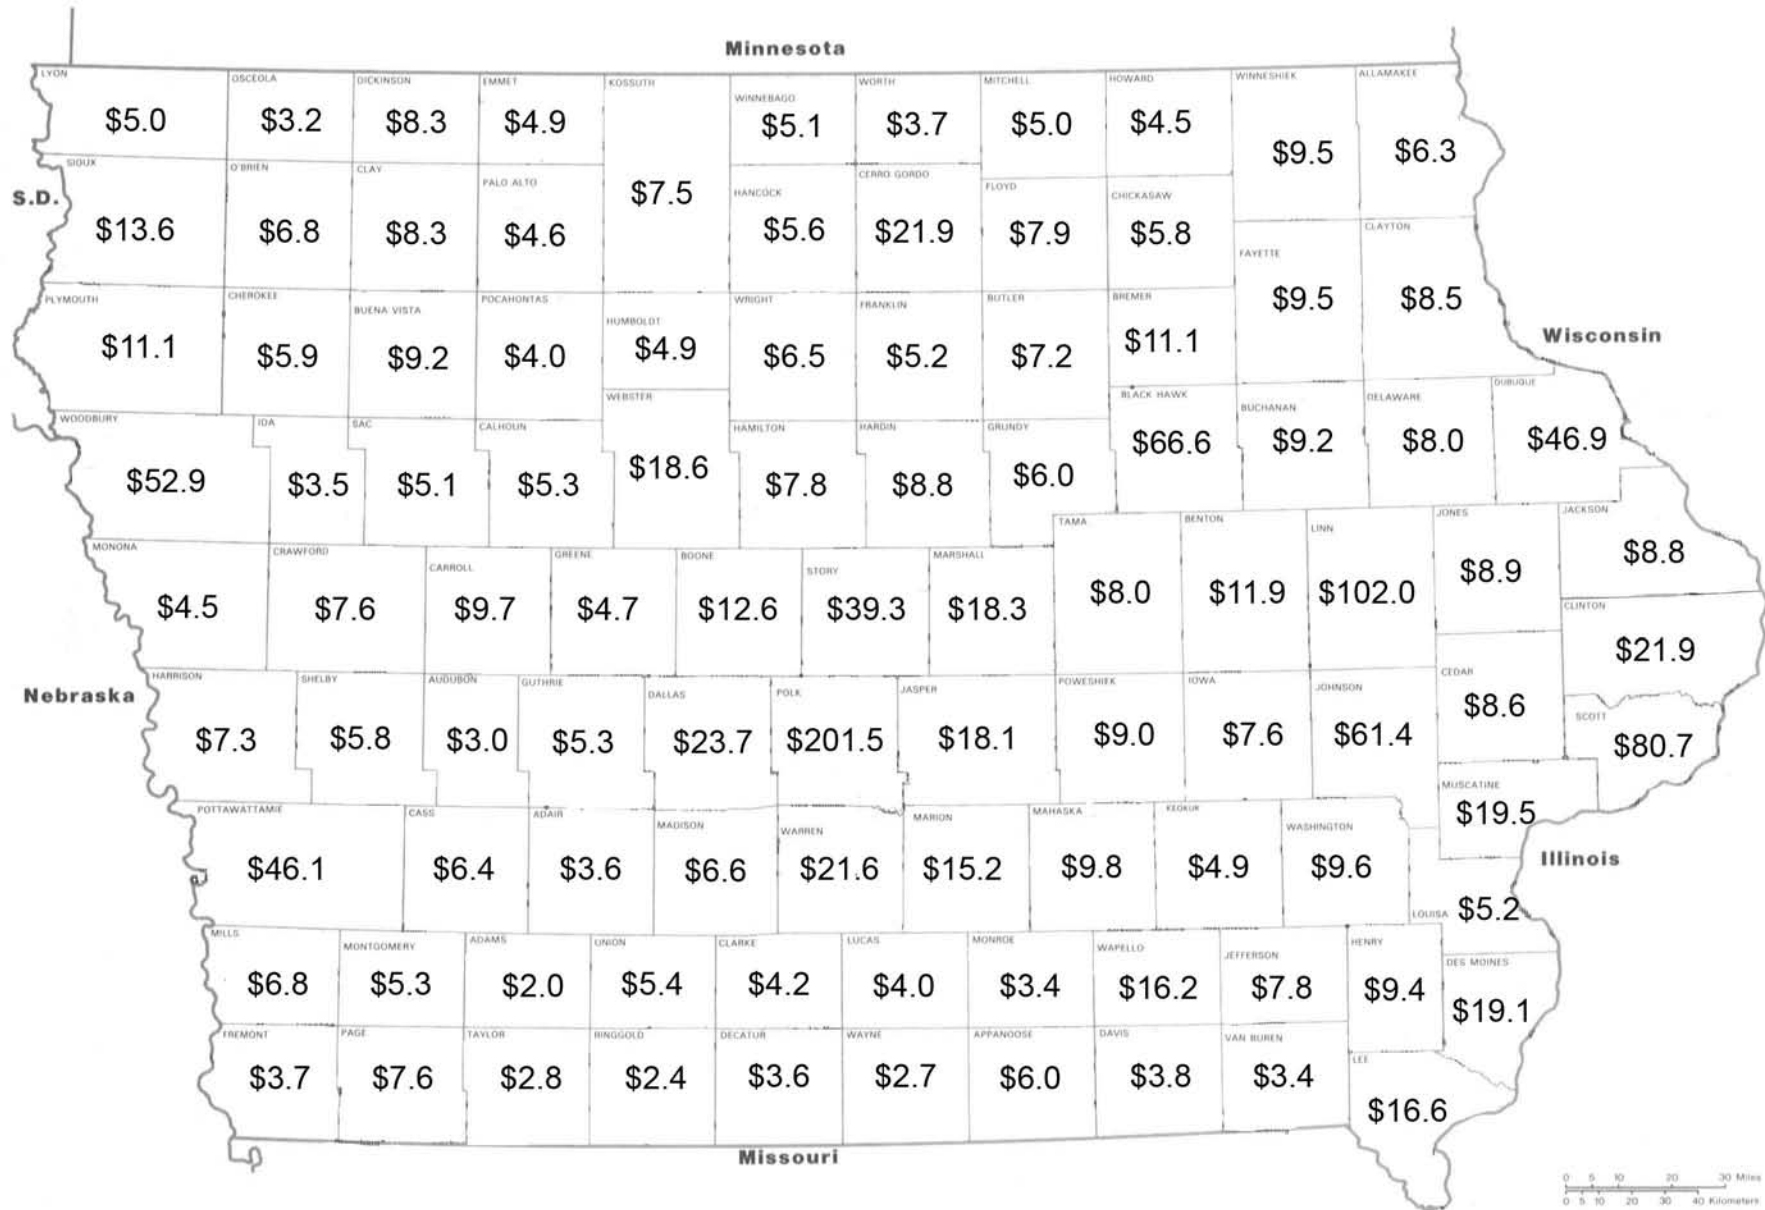 Minnesota
LYON
OSCEOLA
DICKINSON
EMMET
KOSSUTH
WINNEBAGO
WORTH
MITCHELL
HOWARD
WINNESHIEK
ALLAMAKEE
$5.0
$3.2
$8.3
$4.9
$7.5
$5.1
$3.7
$5.0
$4.5
$9.5
$6.3
S.D.
SIOUX
O'BRIEN
CLAY
PALO ALTO
HANCOCK
CERRO GORDO
FLOYD
CHICKASAW
FAYETTE
CLAYTON
$13.6
$6.8
$8.3
$4.6
$5.6
$21.9
$7.9
$5.8
$9.5
$8.5
PLYMOUTH
CHEROKEE
BUENA VISTA
POCAHONTAS
HUMBOLDT
WRIGHT
FRANKLIN
BUTLER
BREMER
$11.1
$5.9
$9.2
$4.0
$4.9
$6.5
$5.2
$7.2
$11.1
Wisconsin
WOODBURY
IDA
SAC
CALHOUN
WEBSTER
HAMILTON
HARDIN
GRUNDY
BLACK HAWK
BUCHANAN
DELAWARE
DUBUQUE
$52.9
$3.5
$5.1
$5.3
$18.6
$7.8
$8.8
$6.0
$66.6
$9.2
$8.0
$46.9
MONONA
CRAWFORD
CARROLL
GREENE
BOONE
STORY
MARSHALL
TAMA
BENTON
LINN
JONES
JACKSON
$4.5
$7.6
$9.7
$4.7
$12.6
$39.3
$18.3
$8.0
$11.9
$102.0
$8.9
$8.8
CLINTON
$21.9
Nebraska
HARRISON
SHELBY
AUDUBON
GUTHRIE
DALLAS
POLK
JASPER
POWESHIEK
IOWA
JOHNSON
CEDAR
SCOTT
$7.3
$5.8
$3.0
$5.3
$23.7
$201.5
$18.1
$9.0
$7.6
$61.4
$8.6
$80.7
POTTAWATTAMIE
CASS
ADAIR
MADISON
WARREN
MARION
MAHASKA
KEOKUK
WASHINGTON
MUSCATINE
$46.1
$6.4
$3.6
$6.6
$21.6
$15.2
$9.8
$4.9
$9.6
$19.5
Illinois
LOUISA
$5.2
MILLS
MONTGOMERY
ADAMS
UNION
CLARKE
LUCAS
MONROE
WAPELLO
JEFFERSON
HENRY
DES MOINES
$6.8
$5.3
$2.0
$5.4
$4.2
$4.0
$3.4
$16.2
$7.8
$9.4
$19.1
FREMONT
PAGE
TAYLOR
RINGGOLD
DECATUR
WAYNE
APPANOOSE
DAVIS
VAN BUREN
LEE
$3.7
$7.6
$2.8
$2.4
$3.6
$2.7
$6.0
$3.8
$3.4
$16.6
Missouri
0 5 10 20 30 Miles
0 5 10 20 30 40 Kilometers